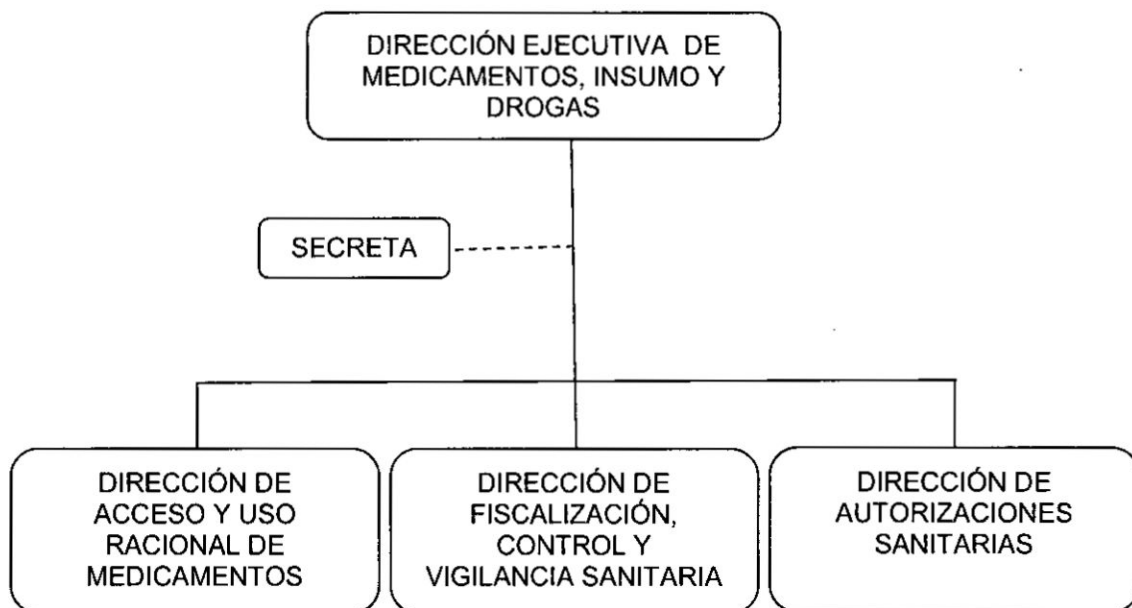 DIRECCIÓN EJECUTIVA DE
MEDICAMENTOS, INSUMO Y
DROGAS
SECRETA
DIRECCIÓN DE
ACCESO Y USO
RACIONAL DE
MEDICAMENTOS
DIRECCIÓN DE
FISCALIZACIÓN,
CONTROL Y
VIGILANCIA SANITARIA
DIRECCIÓN DE
AUTORIZACIONES
SANITARIAS